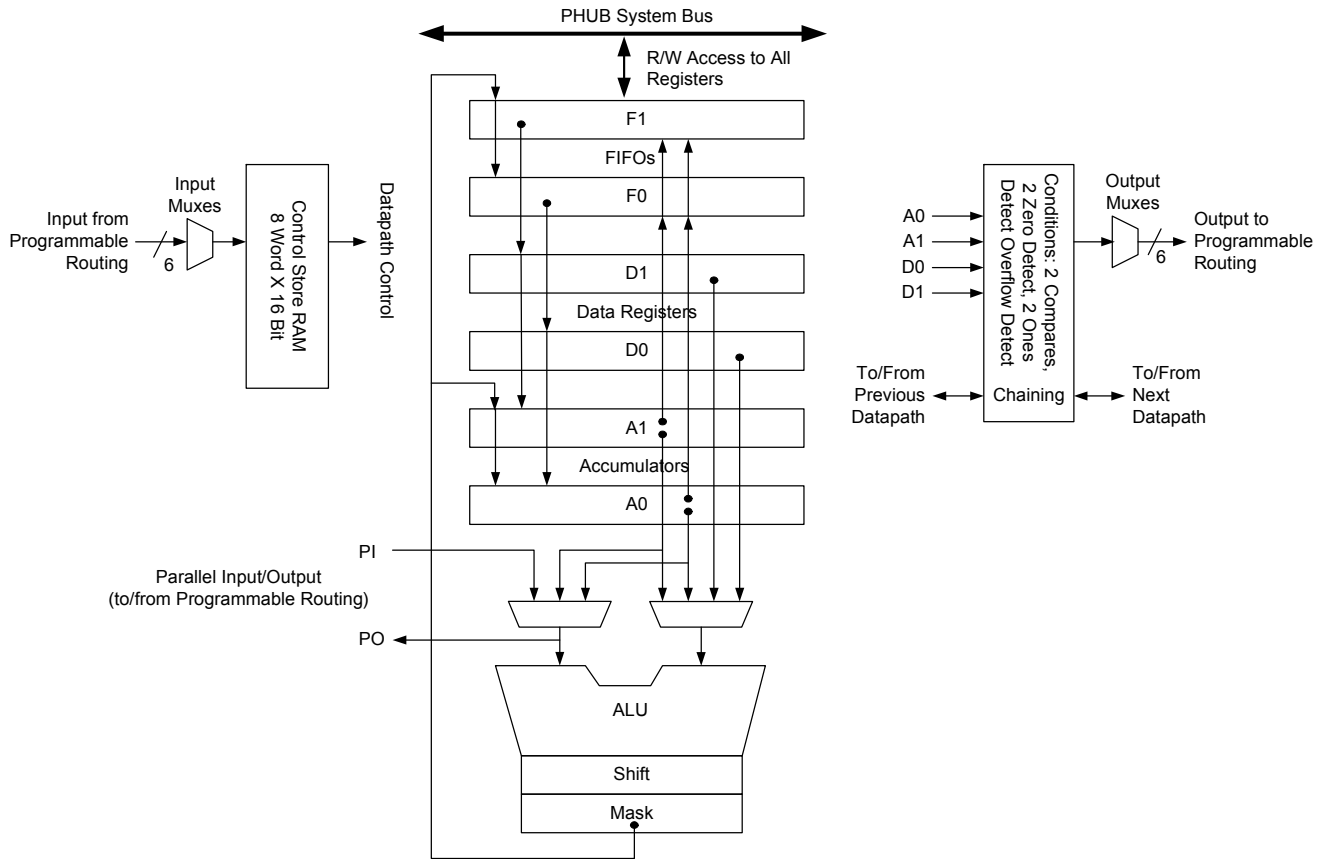 PHUB System Bus
R/W Access to All
Registers
F1
FIFOs
F0
D1
Data Registers
D0
A1
Accumulators
A0
Input from
Programmable
Routing
6
Input
Muxes
Control Store RAM
8 Word X 16 Bit
Datapath Control
PI
Parallel Input/Output
(to/from Programmable Routing)
PO
ALU
Shift
Mask
A0
A1
D0
D1
Conditions: 2 Compares,
2 Zero Detect, 2 Ones
Detect Overflow Detect
Chaining
To/From
Previous
Datapath
To/From
Next
Datapath
Output
Muxes
6
Output to
Programmable
Routing